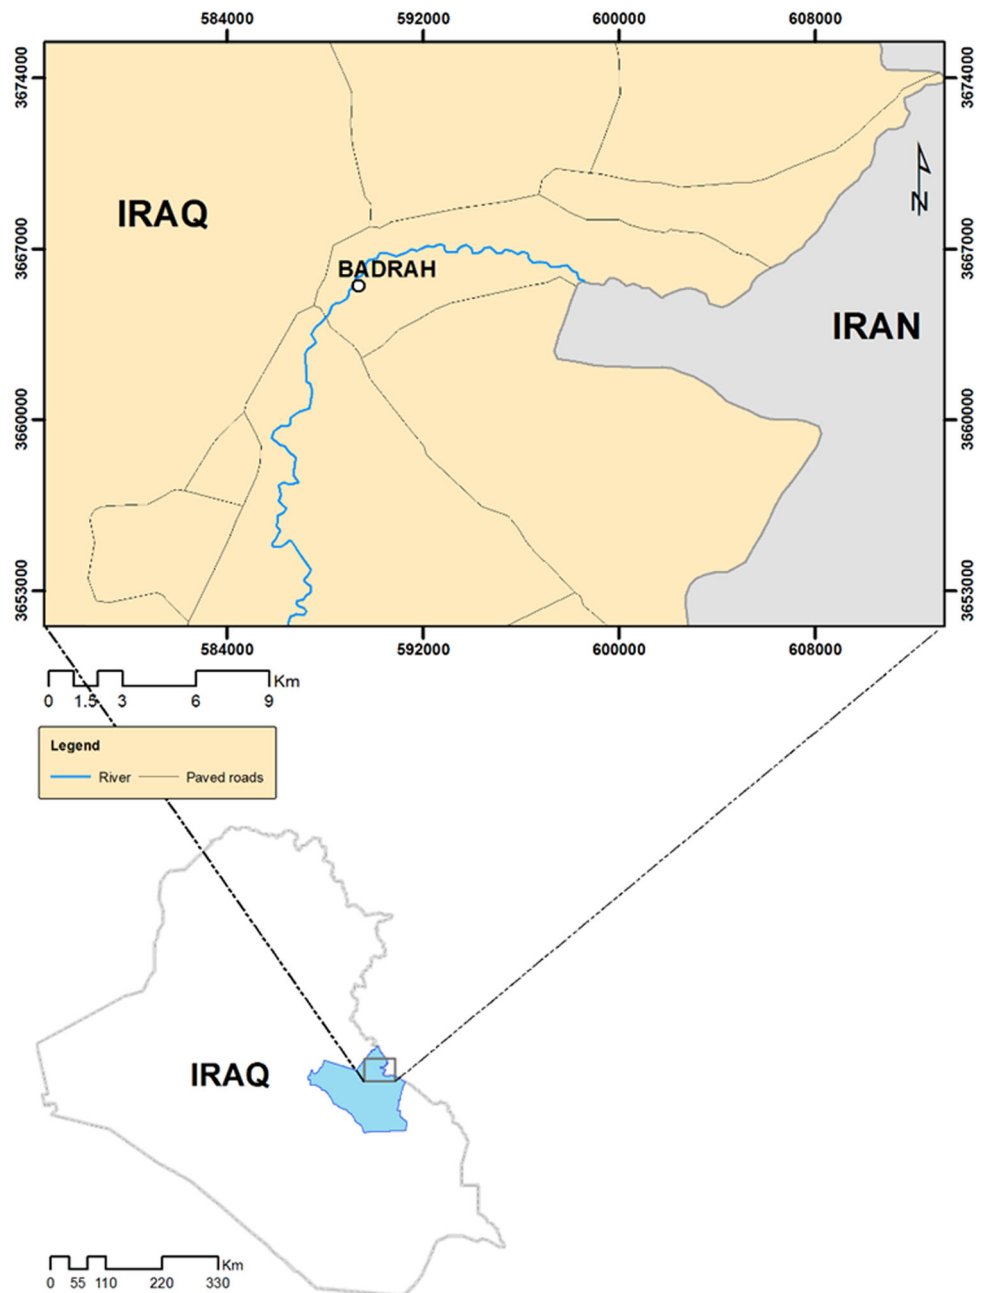 584000 592000 600000 608000
3674000 3674000
IRAQ
N
3667000 3667000
BADRAH
IRAN
3660000 3660000
3653000 3653000
584000 592000 600000 608000
Km
0 1.5 3 6 9
Legend
River Paved roads
IRAQ
Km
0 55 110 220 330